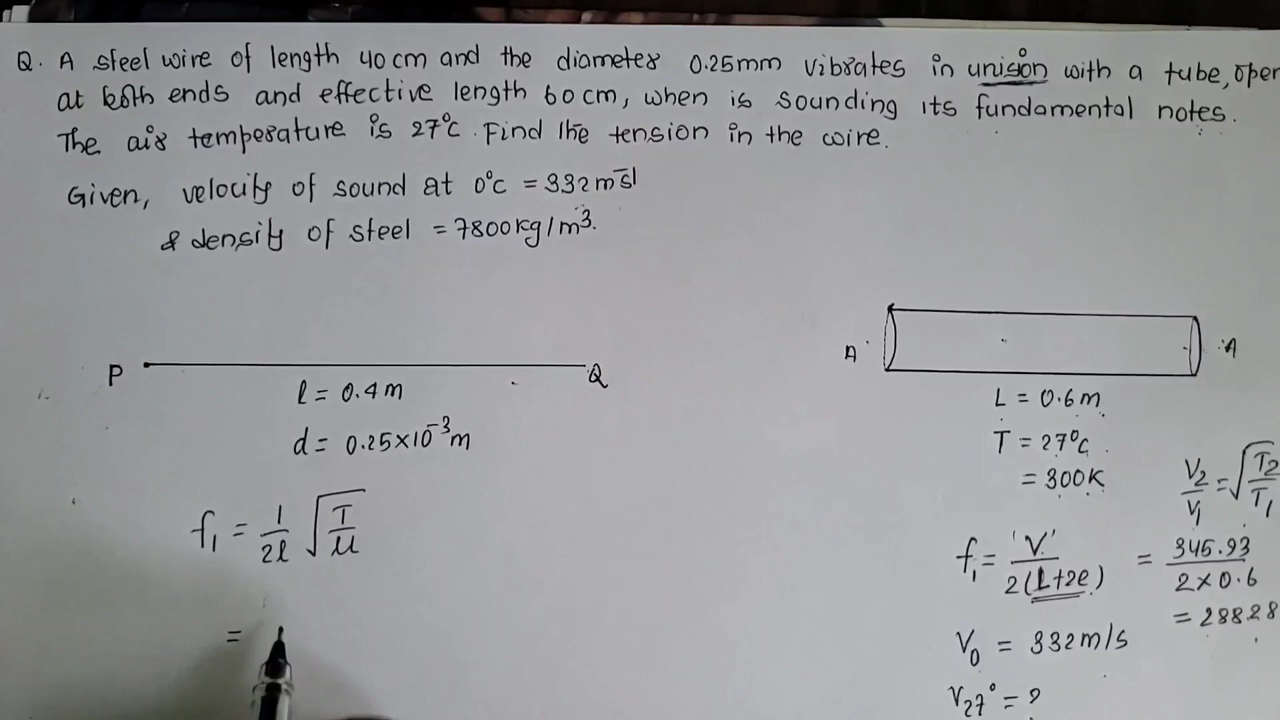 Q. A steel wire of length 40 cm and the diameter 0.25mm vibrates in unison with a tube, open
at both ends and effective length 60 cm, when is sounding its fundamental notes.
The air temperature is 27°C. Find the tension in the wire.
Given, velocity of sound at 0°C = 332 ms⁻¹
& density of steel = 7800 kg/m³.
P Q
l = 0.4 m
d = 0.25×10⁻³ m
f₁ = 1/2l √(T/μ)
=
A A
L = 0.6 m
T = 27°C
= 300K
V₂/V₁ = √(T₂/T₁)
f₁ = 'V'/2(L+2e) = 345.93/2×0.6
= 28828
V₀ = 332 m/s
V₂₇° = ?